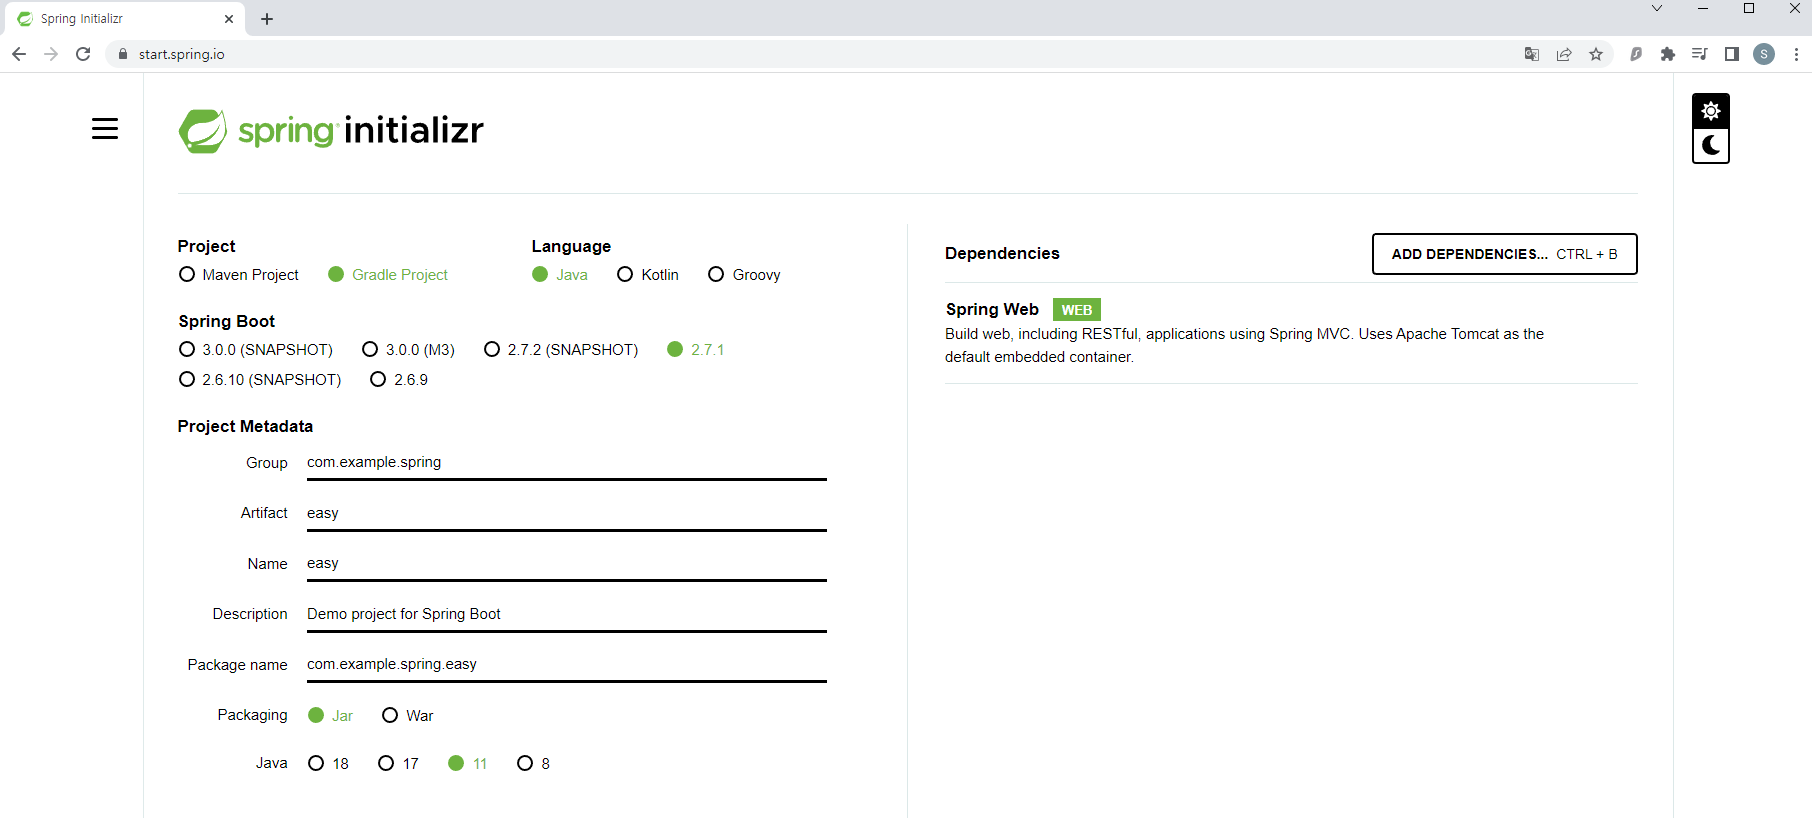 Spring Initializr
start.spring.io
S
spring initializr
Project
Maven Project Gradle Project
Language
Java Kotlin Groovy
Spring Boot
3.0.0 (SNAPSHOT) 3.0.0 (M3) 2.7.2 (SNAPSHOT) 2.7.1
2.6.10 (SNAPSHOT) 2.6.9
Project Metadata
Group com.example.spring
Artifact easy
Name easy
Description Demo project for Spring Boot
Package name com.example.spring.easy
Packaging Jar War
Java 18 17 11 8
Dependencies
ADD DEPENDENCIES... CTRL + B
Spring Web WEB
Build web, including RESTful, applications using Spring MVC. Uses Apache Tomcat as the
default embedded container.